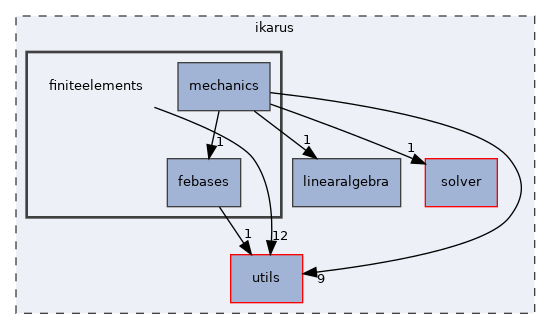 ikarus
finiteelements
mechanics
1
1
1
febases
linearalgebra
solver
1
12
utils
9